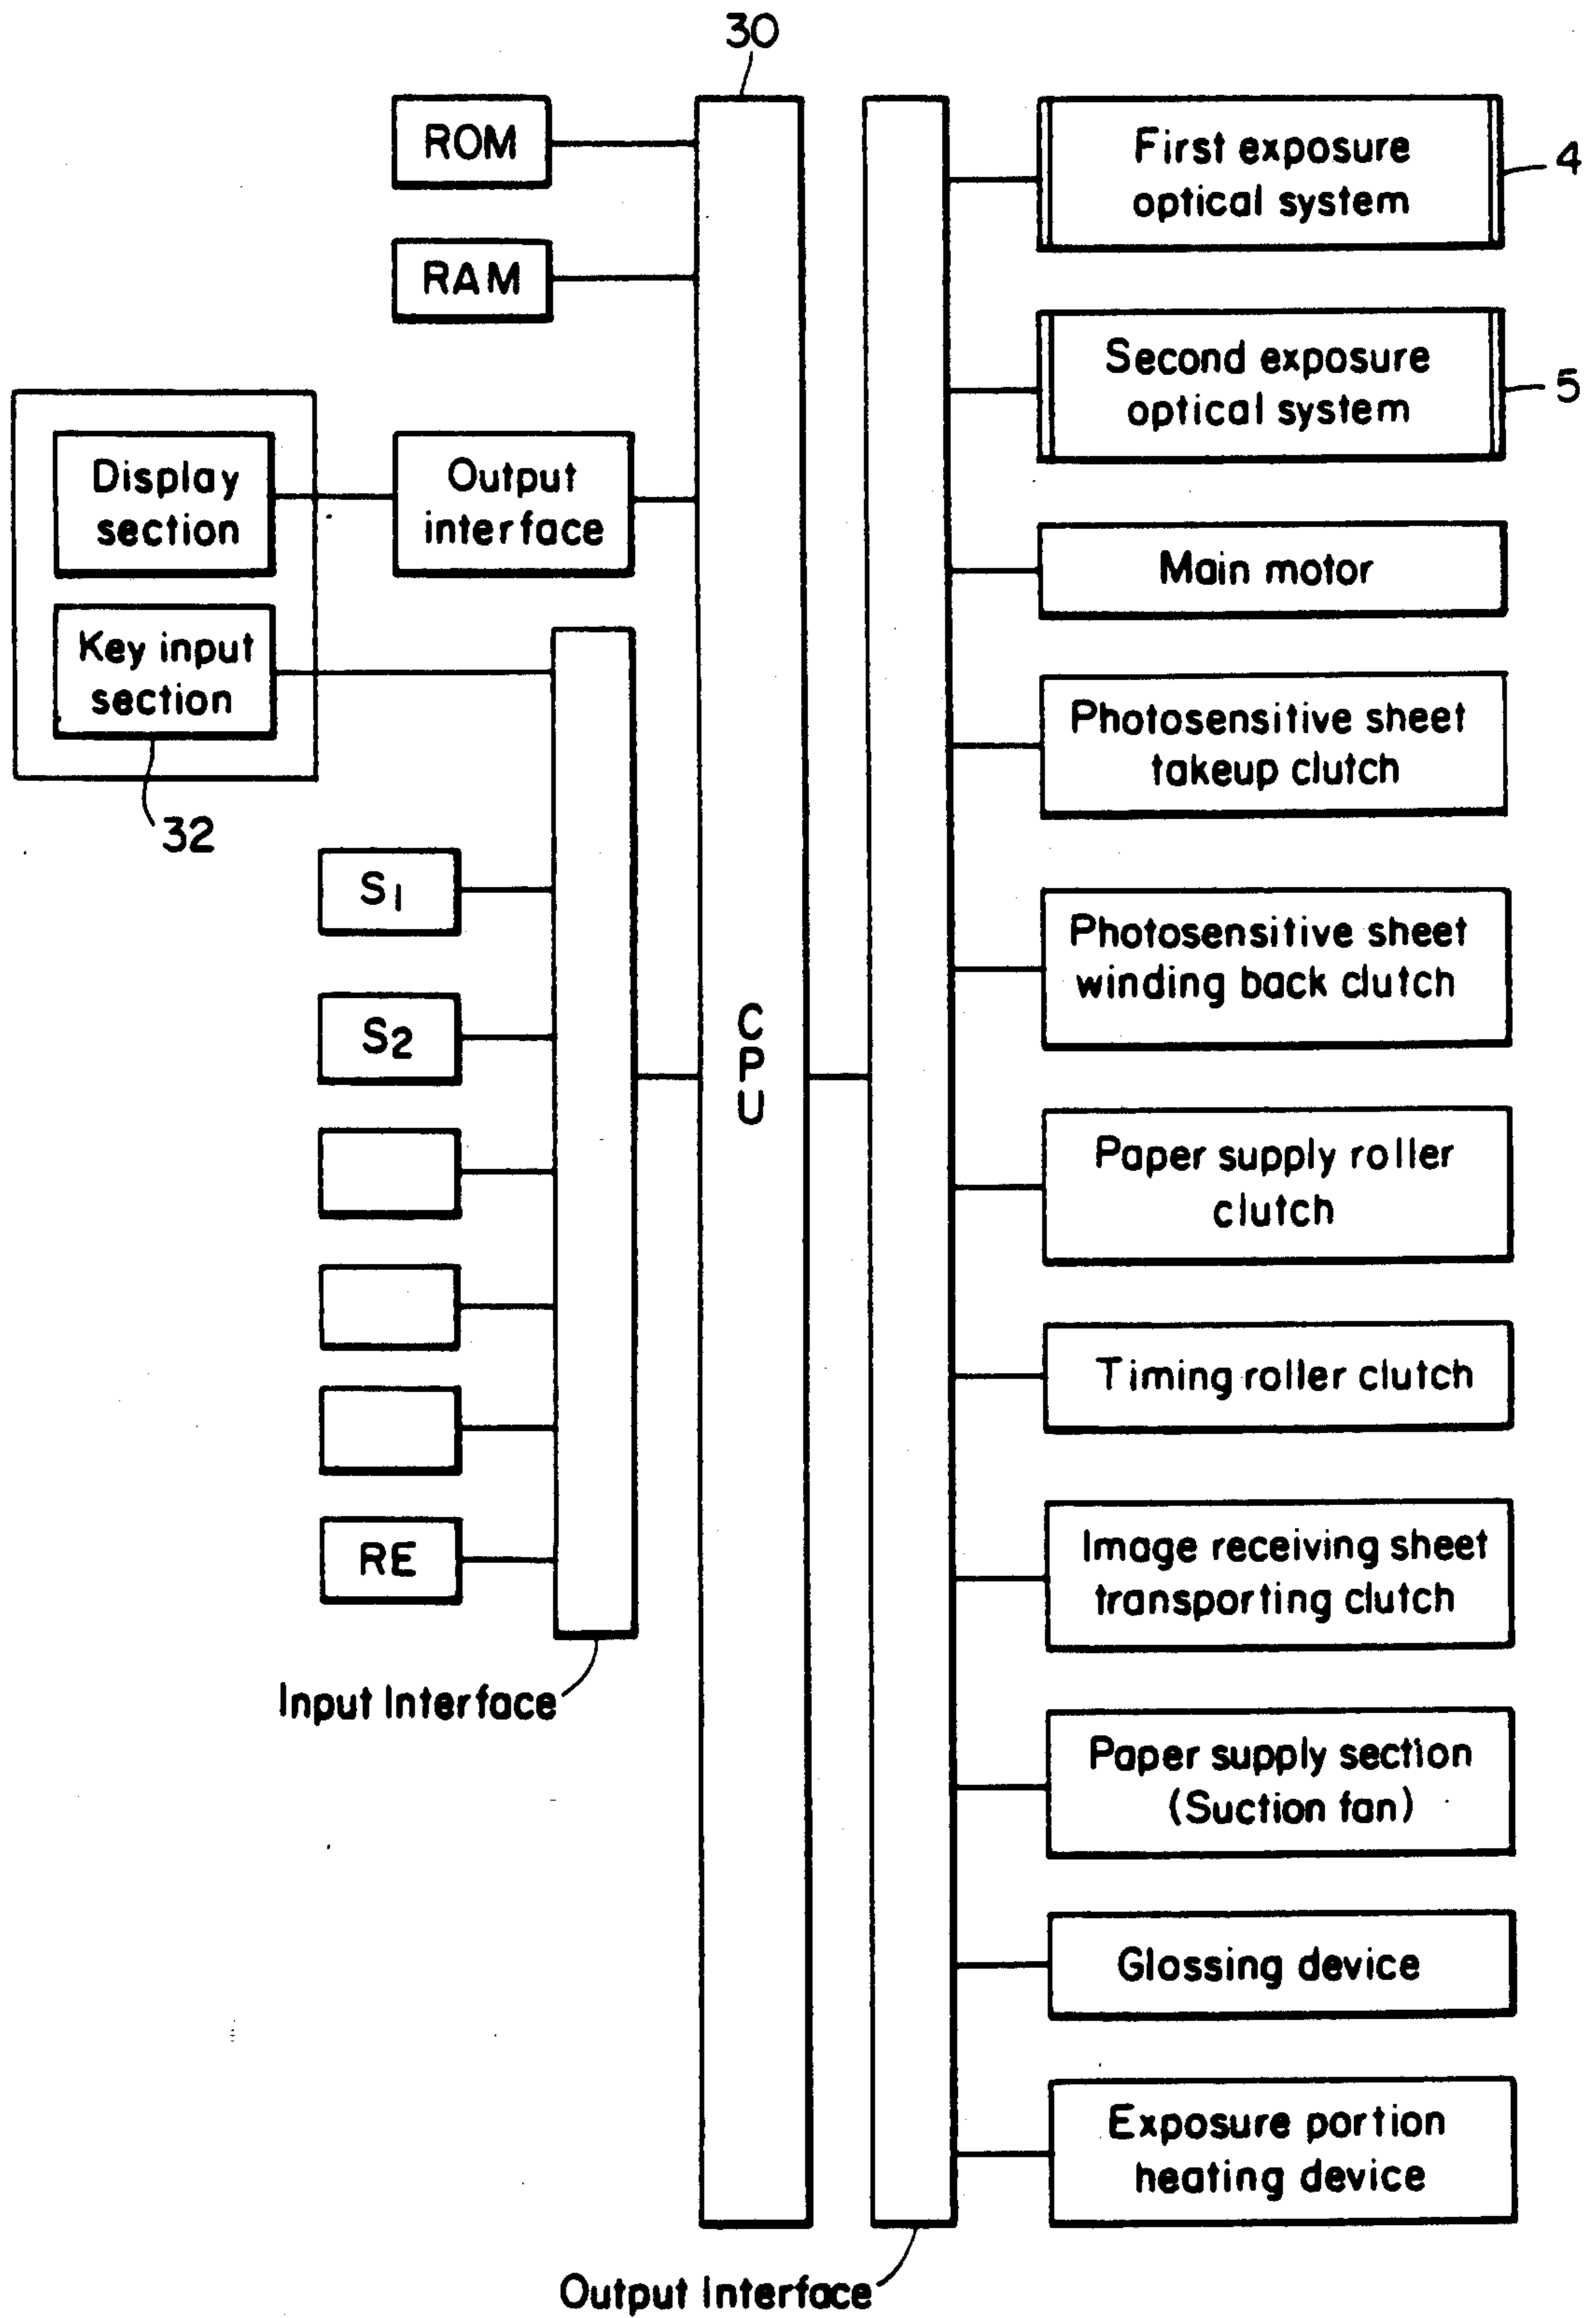 30
ROM
RAM
Display
section
Output
interface
Key input
section
32
S1
S2
RE
Input Interface
CPU
First exposure
optical system
4
Second exposure
optical system
5
Main motor
Photosensitive sheet
takeup clutch
Photosensitive sheet
winding back clutch
Paper supply roller
clutch
Timing roller clutch
Image receiving sheet
transporting clutch
Paper supply section
(Suction fan)
Glossing device
Exposure portion
heating device
Output Interface